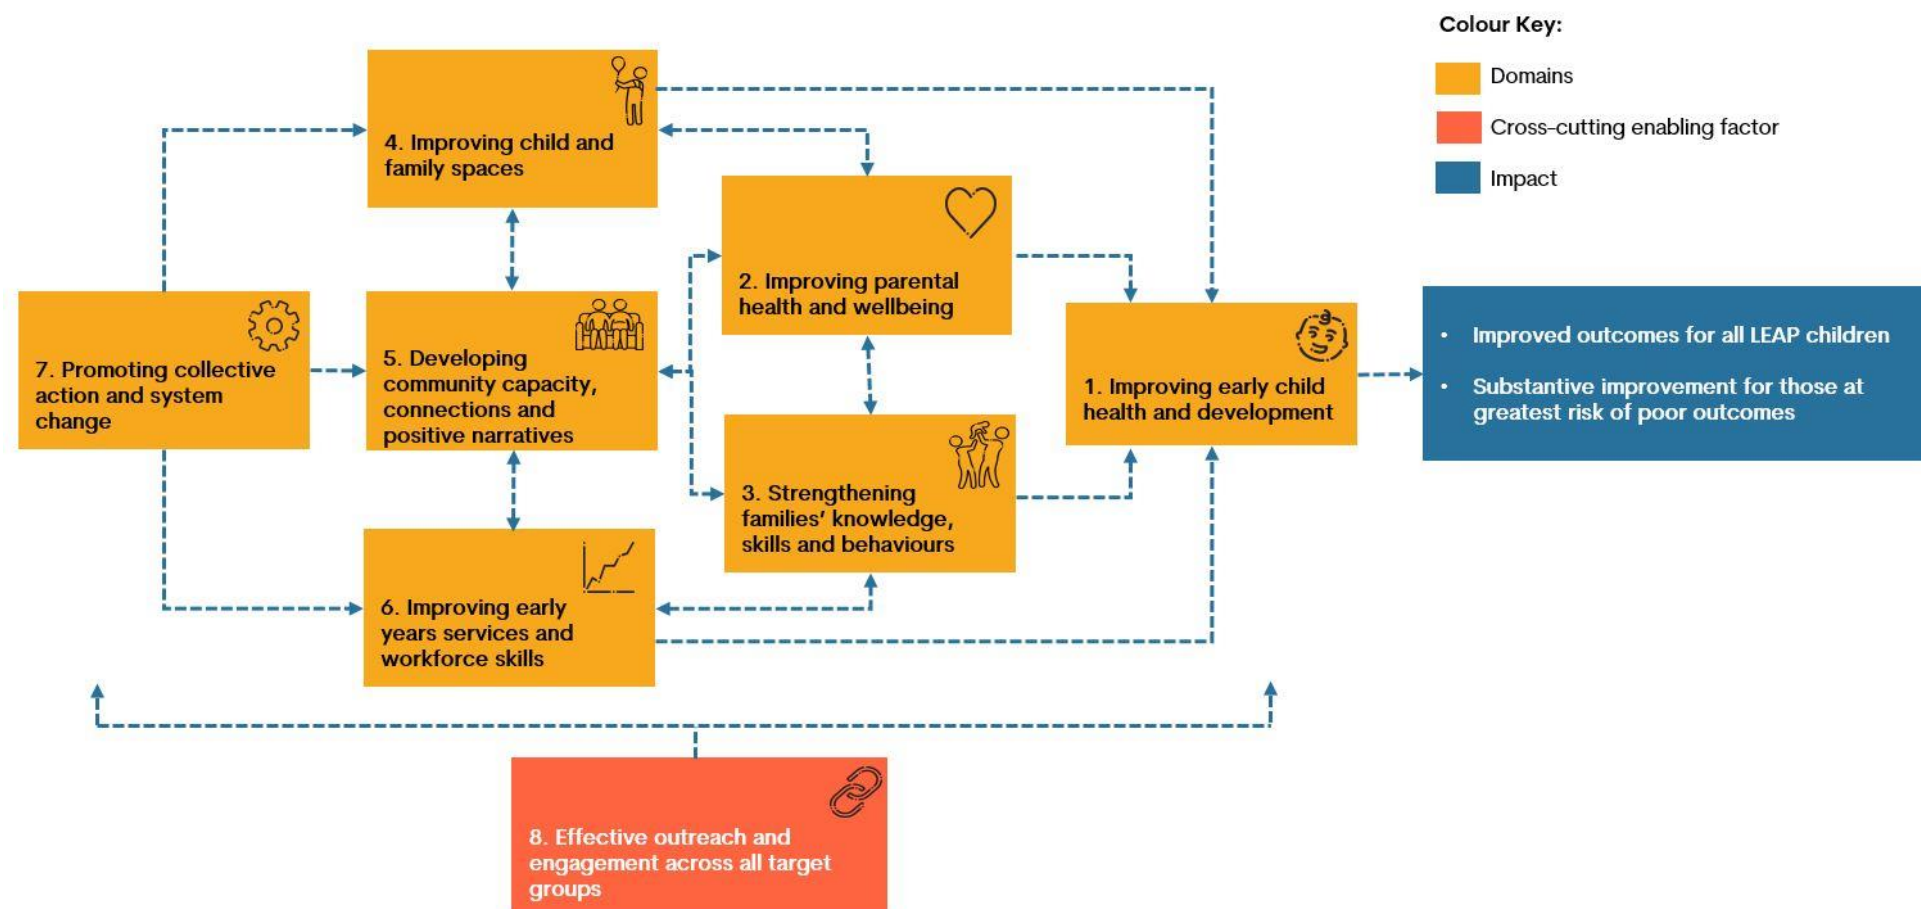 Colour Key:
Domains
Cross-cutting enabling factor
Impact
4. Improving child and
family spaces
2. Improving parental
health and wellbeing
7. Promoting collective
action and system
change
5. Developing
community capacity,
connections and
positive narratives
1. Improving early child
health and development
• Improved outcomes for all LEAP children
• Substantive improvement for those at
greatest risk of poor outcomes
3. Strengthening
families’ knowledge,
skills and behaviours
6. Improving early
years services and
workforce skills
8. Effective outreach and
engagement across all target
groups